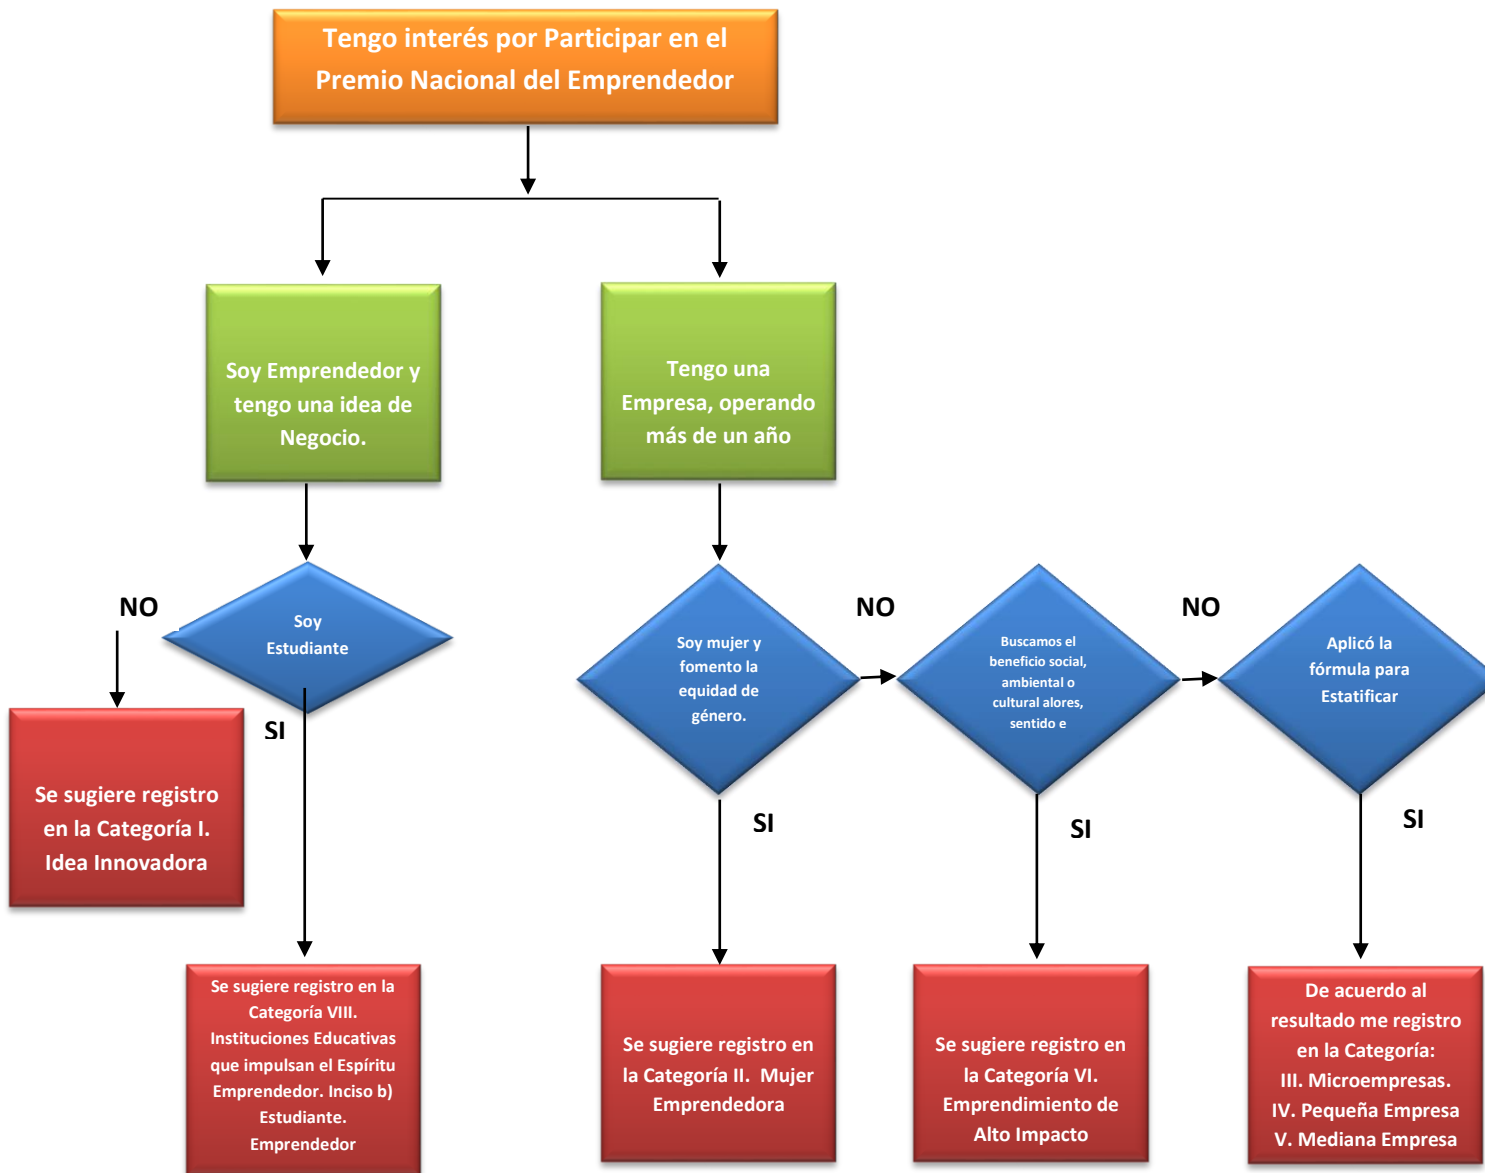 Tengo interés por Participar en el
Premio Nacional del Emprendedor
Soy Emprendedor y
tengo una idea de
Negocio.
Tengo una
Empresa, operando
más de un año
NO
Soy
Estudiante
SI
Soy mujer y
fomento la
equidad de
género.
NO
Buscamos el
beneficio social,
ambiental o
cultural alores,
sentido e
NO
Aplicó la
fórmula para
Estatificar
SI
SI
SI
Se sugiere registro
en la Categoría I.
Idea Innovadora
Se sugiere registro en la
Categoría VIII.
Instituciones Educativas
que impulsan el Espíritu
Emprendedor. Inciso b)
Estudiante.
Emprendedor
Se sugiere registro en
la Categoría II. Mujer
Emprendedora
Se sugiere registro en
la Categoría VI.
Emprendimiento de
Alto Impacto
De acuerdo al
resultado me registro
en la Categoría:
III. Microempresas.
IV. Pequeña Empresa
V. Mediana Empresa